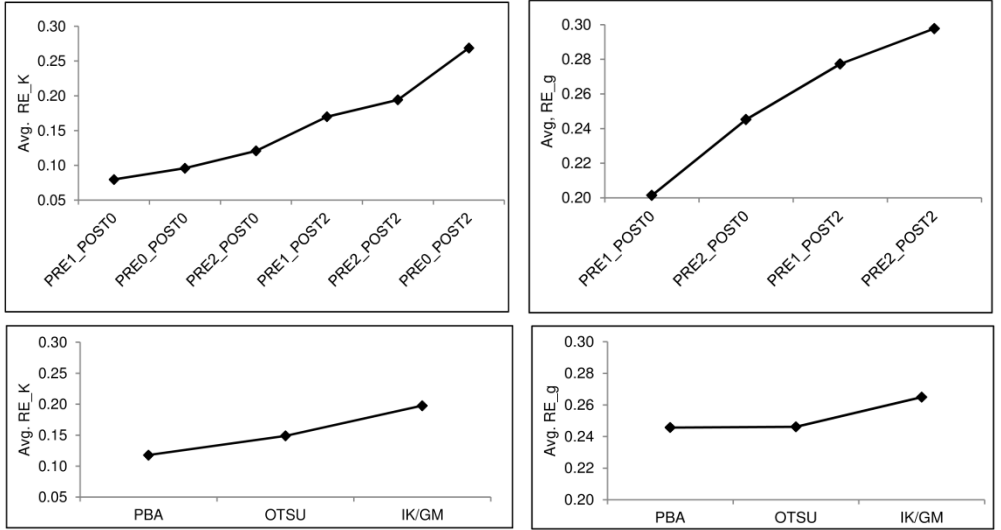 0.30
0.25
0.20
0.15
0.10
0.05
Avg. RE_K
PRE1_POST0
PRE0_POST0
PRE2_POST0
PRE1_POST2
PRE2_POST2
PRE0_POST2
0.30
0.28
0.26
0.24
0.22
0.20
Avg, RE_g
PRE1_POST0
PRE2_POST0
PRE1_POST2
PRE2_POST2
0.30
0.25
0.20
0.15
0.10
0.05
Avg. RE_K
PBA OTSU IK/GM
0.30
0.28
0.26
0.24
0.22
0.20
Avg. RE_g
PBA OTSU IK/GM